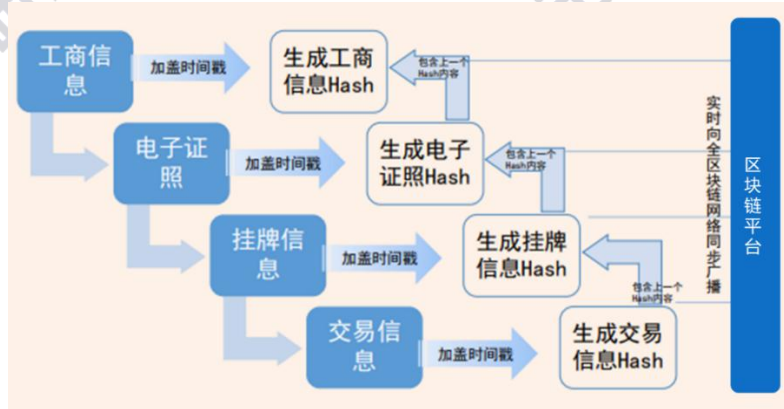 工商信
息
加盖时间戳
生成工商
信息Hash
包含上一个
Hash内容
电子证
照
加盖时间戳
生成电子
证照Hash
包含上一个
Hash内容
挂牌信
息
加盖时间戳
生成挂牌
信息Hash
包含上一个
Hash内容
交易信
息
加盖时间戳
生成交易
信息Hash
实时向全区块链网络同步广播
区块链平台